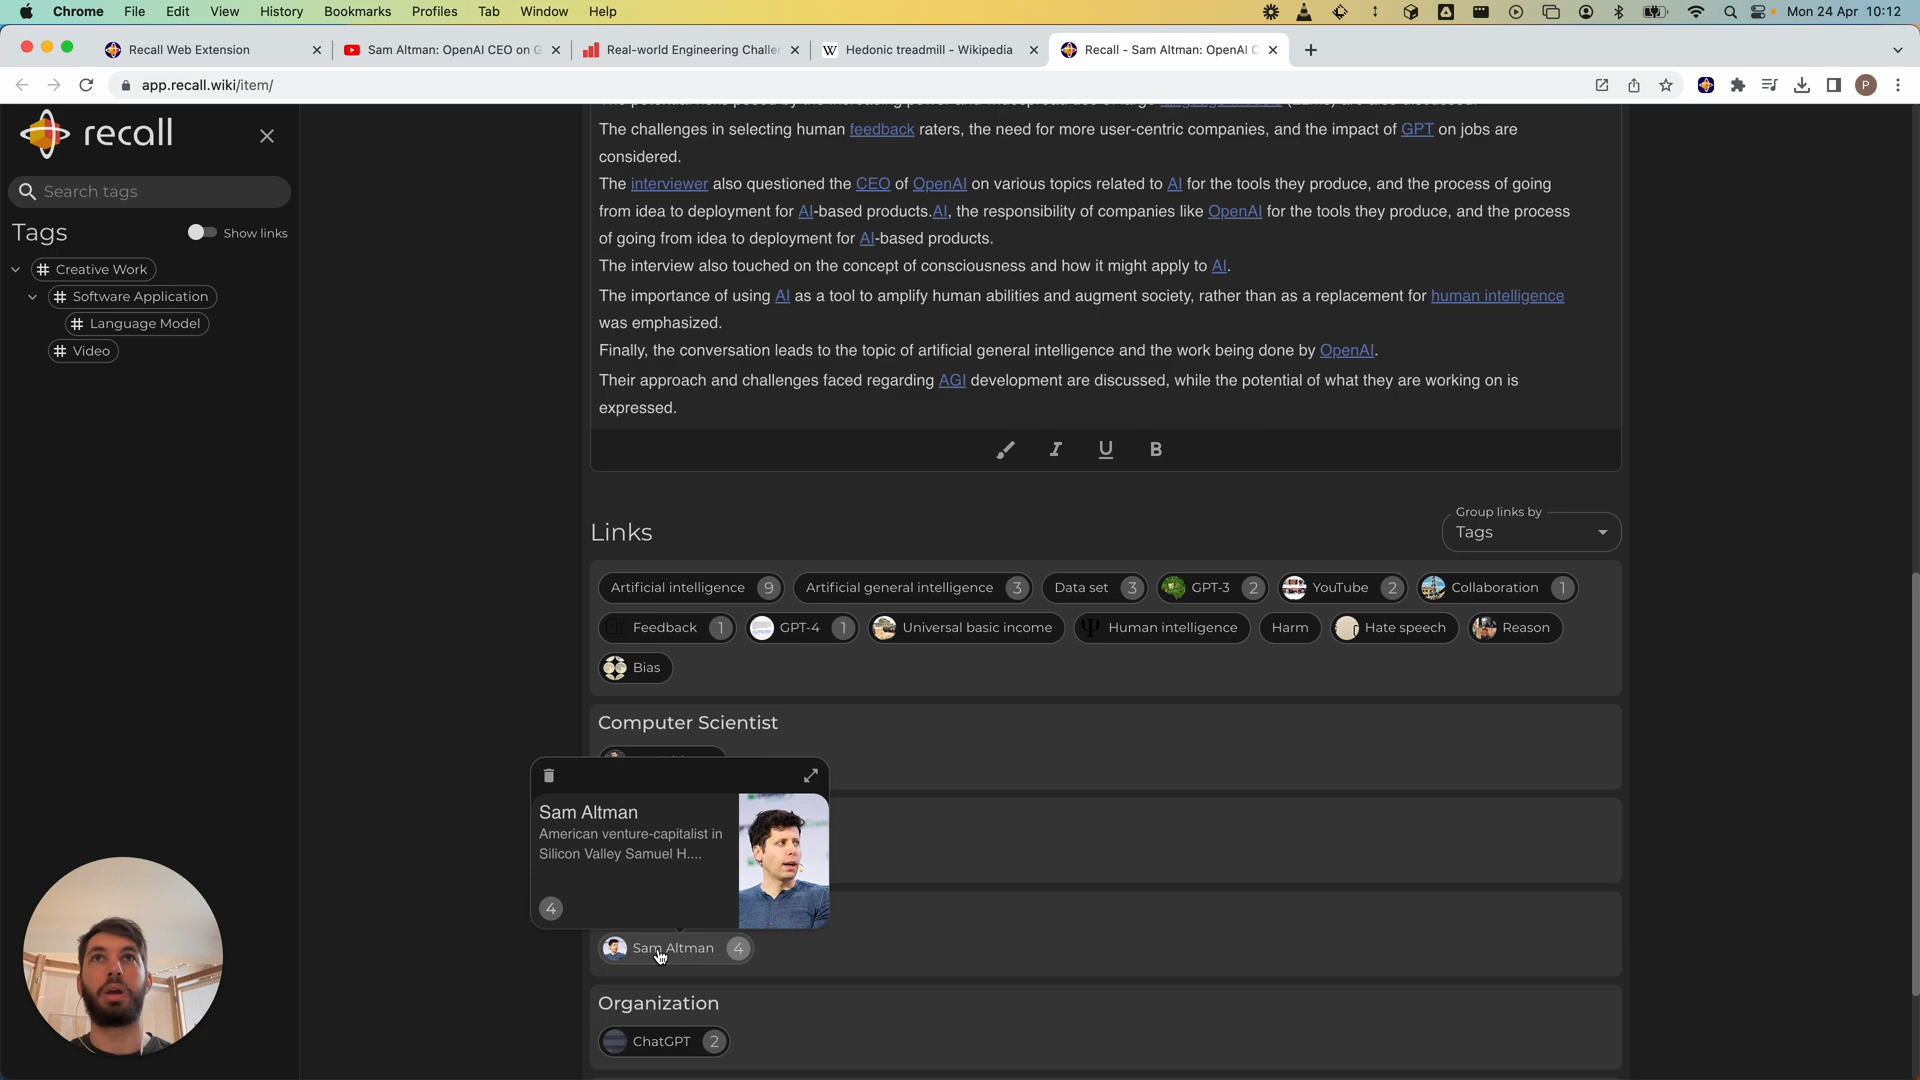 Chrome File Edit View History Bookmarks Profiles Tab Window Help Mon 24 Apr 10:12
Recall Web Extension
Sam Altman: OpenAI CEO on G
Real-world Engineering Challen
Hedonic treadmill - Wikipedia
Recall - Sam Altman: OpenAI C
app.recall.wiki/item/ P
recall
Search tags
Tags Show links
# Creative Work
# Software Application
# Language Model
# Video
The challenges in selecting human feedback raters, the need for more user-centric companies, and the impact of GPT on jobs are
considered.
The interviewer also questioned the CEO of OpenAI on various topics related to AI for the tools they produce, and the process of going
from idea to deployment for AI-based products.AI, the responsibility of companies like OpenAI for the tools they produce, and the process
of going from idea to deployment for AI-based products.
The interview also touched on the concept of consciousness and how it might apply to AI.
The importance of using AI as a tool to amplify human abilities and augment society, rather than as a replacement for human intelligence
was emphasized.
Finally, the conversation leads to the topic of artificial general intelligence and the work being done by OpenAI.
Their approach and challenges faced regarding AGI development are discussed, while the potential of what they are working on is
expressed.
I U B
Links
Group links by
Tags
Artificial intelligence 9 Artificial general intelligence 3 Data set 3 GPT-3 2 YouTube 2 Collaboration 1
Feedback 1 GPT-4 1 Universal basic income Human intelligence Harm Hate speech Reason
Bias
Computer Scientist
Sam Altman
American venture-capitalist in
Silicon Valley Samuel H....
4
Sam Altman 4
Organization
ChatGPT 2